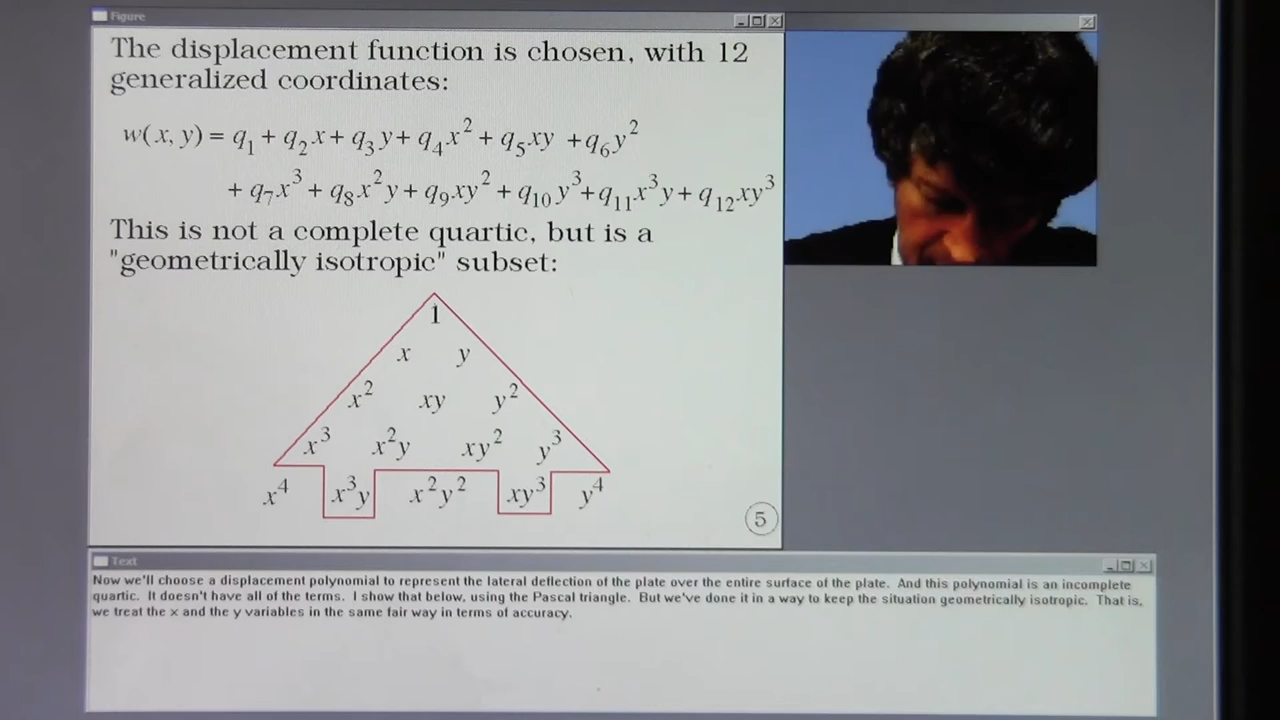 Figure
The displacement function is chosen, with 12
generalized coordinates:
w(x, y) = q₁ + q₂x + q₃y + q₄x² + q₅xy + q₆y²
+ q₇x³ + q₈x²y + q₉xy² + q₁₀y³ + q₁₁x³y + q₁₂xy³
This is not a complete quartic, but is a
"geometrically isotropic" subset:
1
x y
x² xy y²
x³ x²y xy² y³
x⁴ x³y x²y² xy³ y⁴
5
Text
Now we'll choose a displacement polynomial to represent the lateral deflection of the plate over the entire surface of the plate. And this polynomial is an incomplete
quartic. It doesn't have all of the terms. I show that below, using the Pascal triangle. But we've done it in a way to keep the situation geometrically isotropic. That is,
we treat the x and the y variables in the same fair way in terms of accuracy.